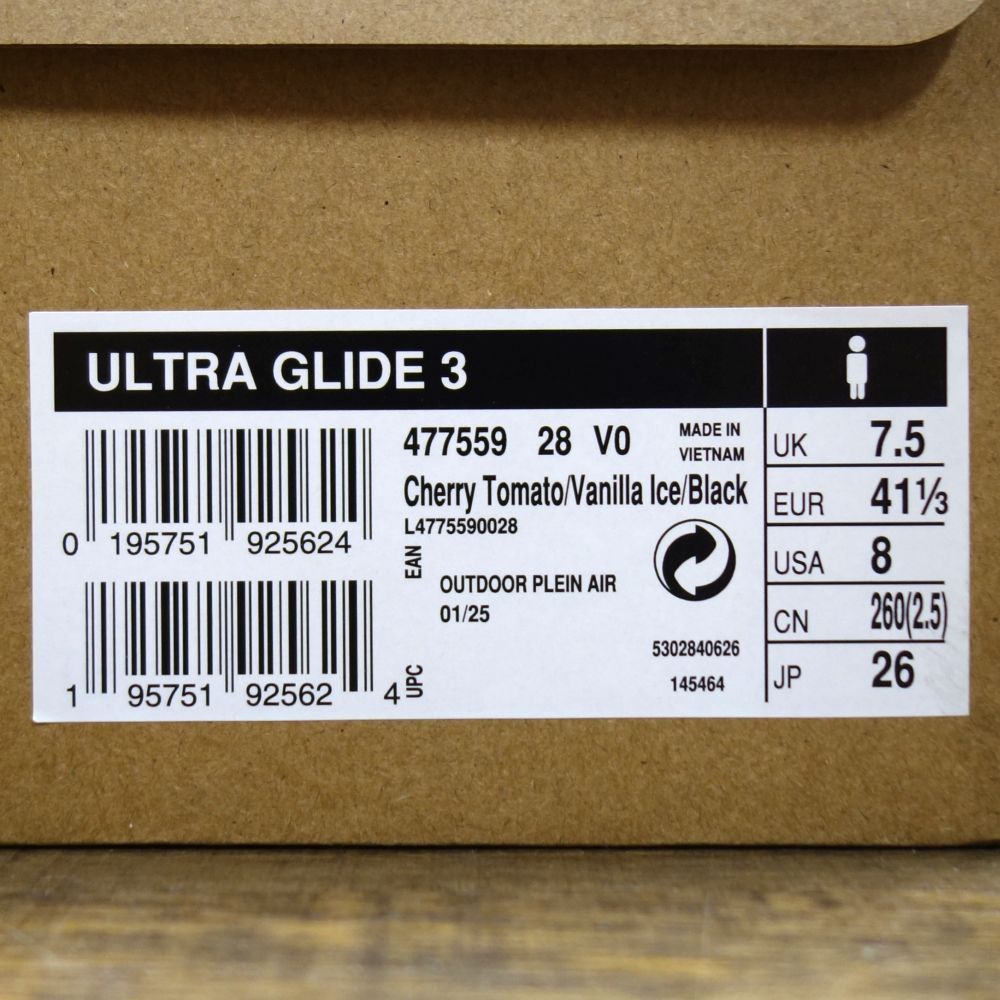 ULTRA GLIDE 3
0 195751 925624
EAN
1 95751 92562 4
UPC
477559 28 V0
MADE IN
VIETNAM
Cherry Tomato/Vanilla Ice/Black
L4775590028
OUTDOOR PLEIN AIR
01/25
5302840626
145464
UK 7.5
EUR 41⅓
USA 8
CN 260(2.5)
JP 26